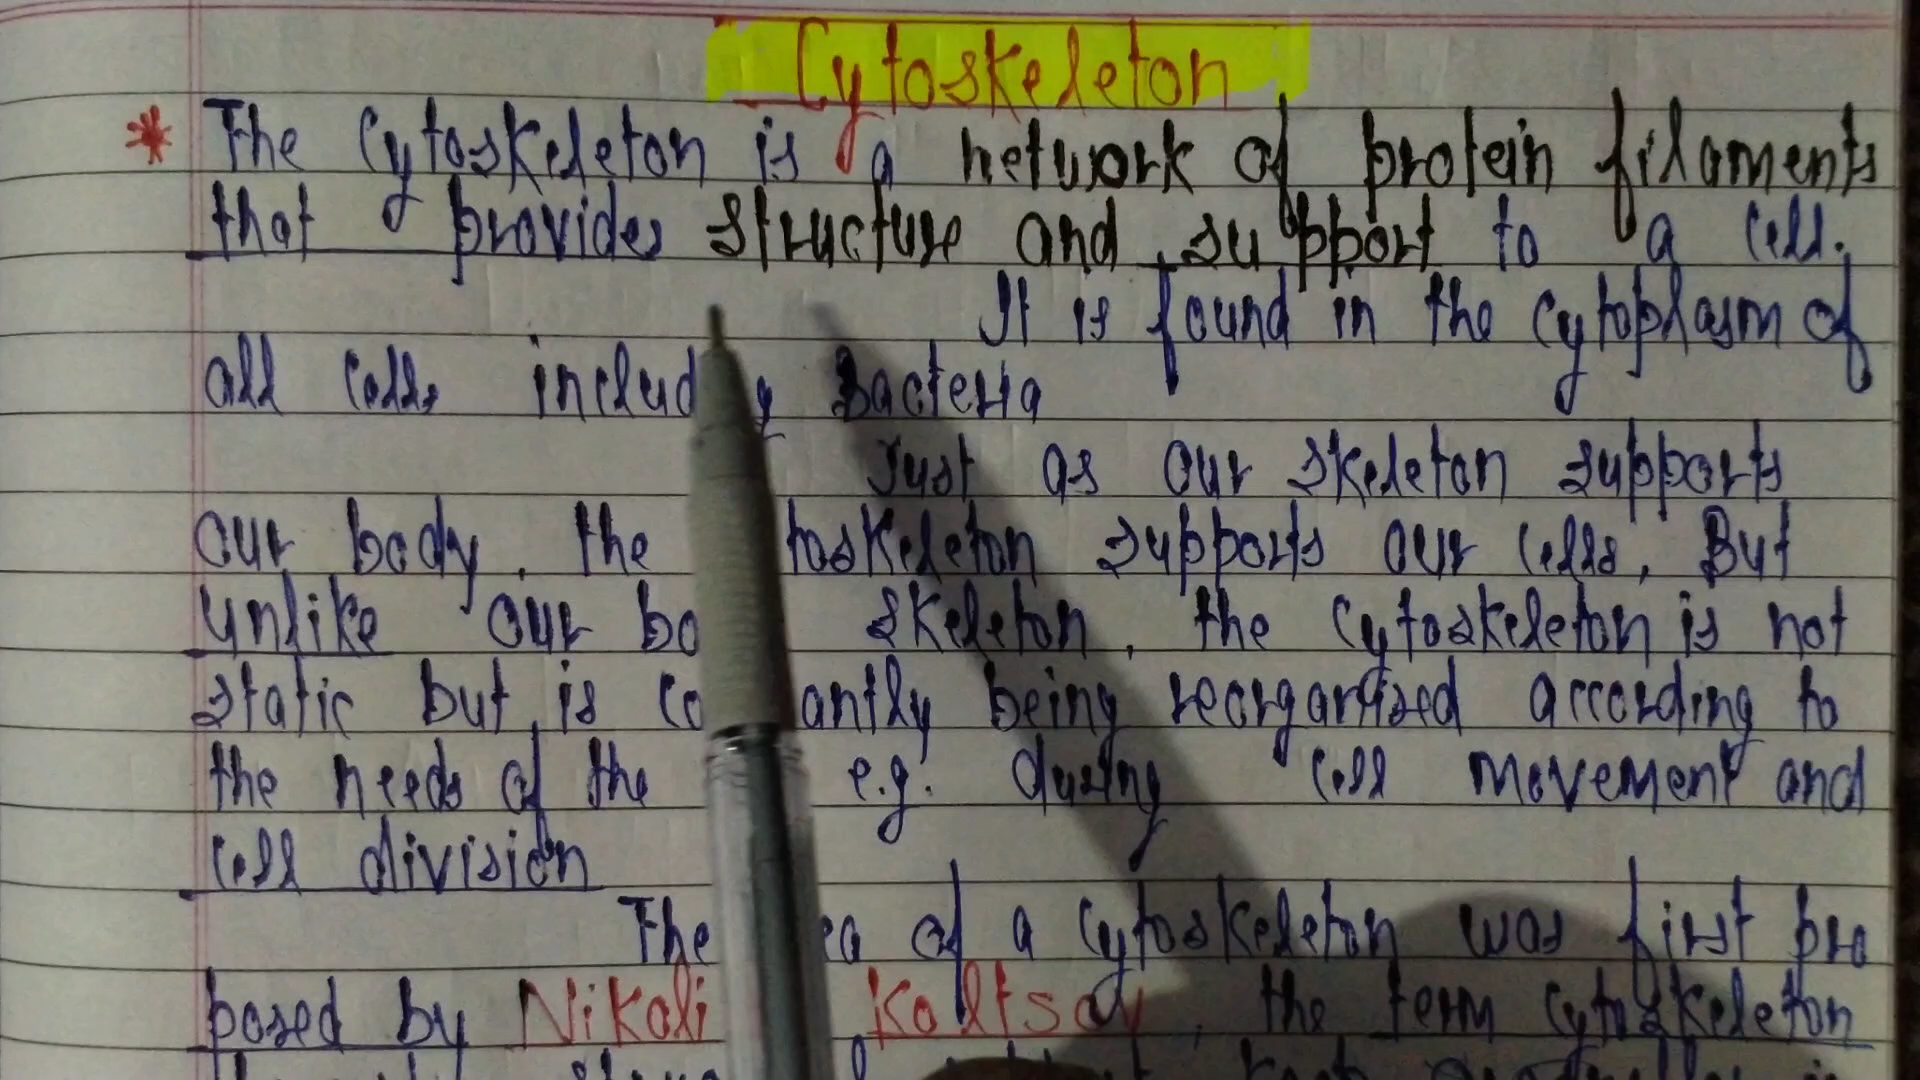 Cytoskeleton
* The Cytoskeleton is a network of protein filaments
that provides structure and support to a cell.
It is found in the cytoplasm of
all cells including Bacteria
Just as our skeleton supports
our body, the toskeleton supports our cells. But
unlike our bo skeleton, the cytoskeleton is not
static but is co antly being reorganised according to
the needs of the e.g. during cell movement and
cell division
The ea of a cytoskeleton was first pro
posed by Nikoli Koltsov, the term cytoskeleton